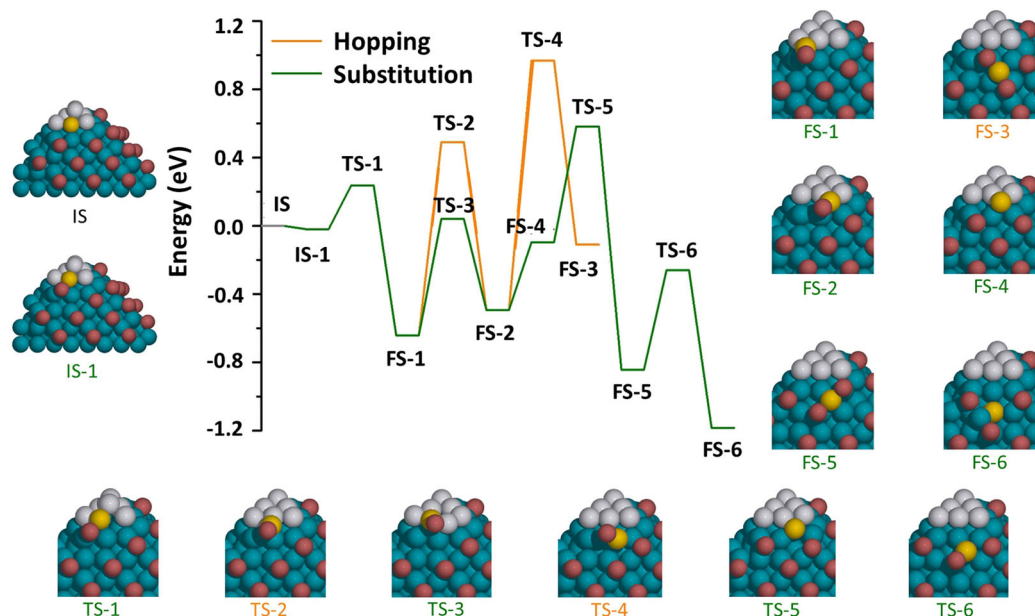 1.2
0.8
0.4
0.0
-0.4
-0.8
-1.2
Energy (eV)
Hopping
Substitution
IS
IS-1
TS-1
FS-1
TS-2
TS-3
FS-2
TS-4
FS-4
TS-5
FS-3
FS-5
TS-6
FS-6
IS
IS-1
FS-1
FS-3
FS-2
FS-4
FS-5
FS-6
TS-1
TS-2
TS-3
TS-4
TS-5
TS-6